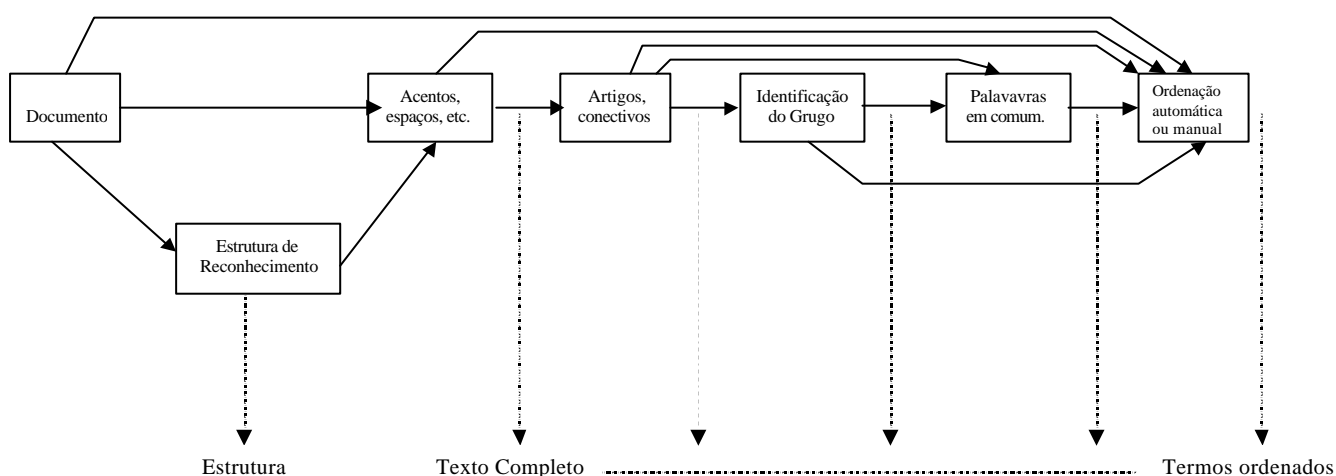 Documento
Acentos,
espaços, etc.
Artigos,
conectivos
Identificação
do Grugo
Palavavras
em comum.
Ordenação
automática
ou manual
Estrutura de
Reconhecimento
Estrutura
Texto Completo
Termos ordenados